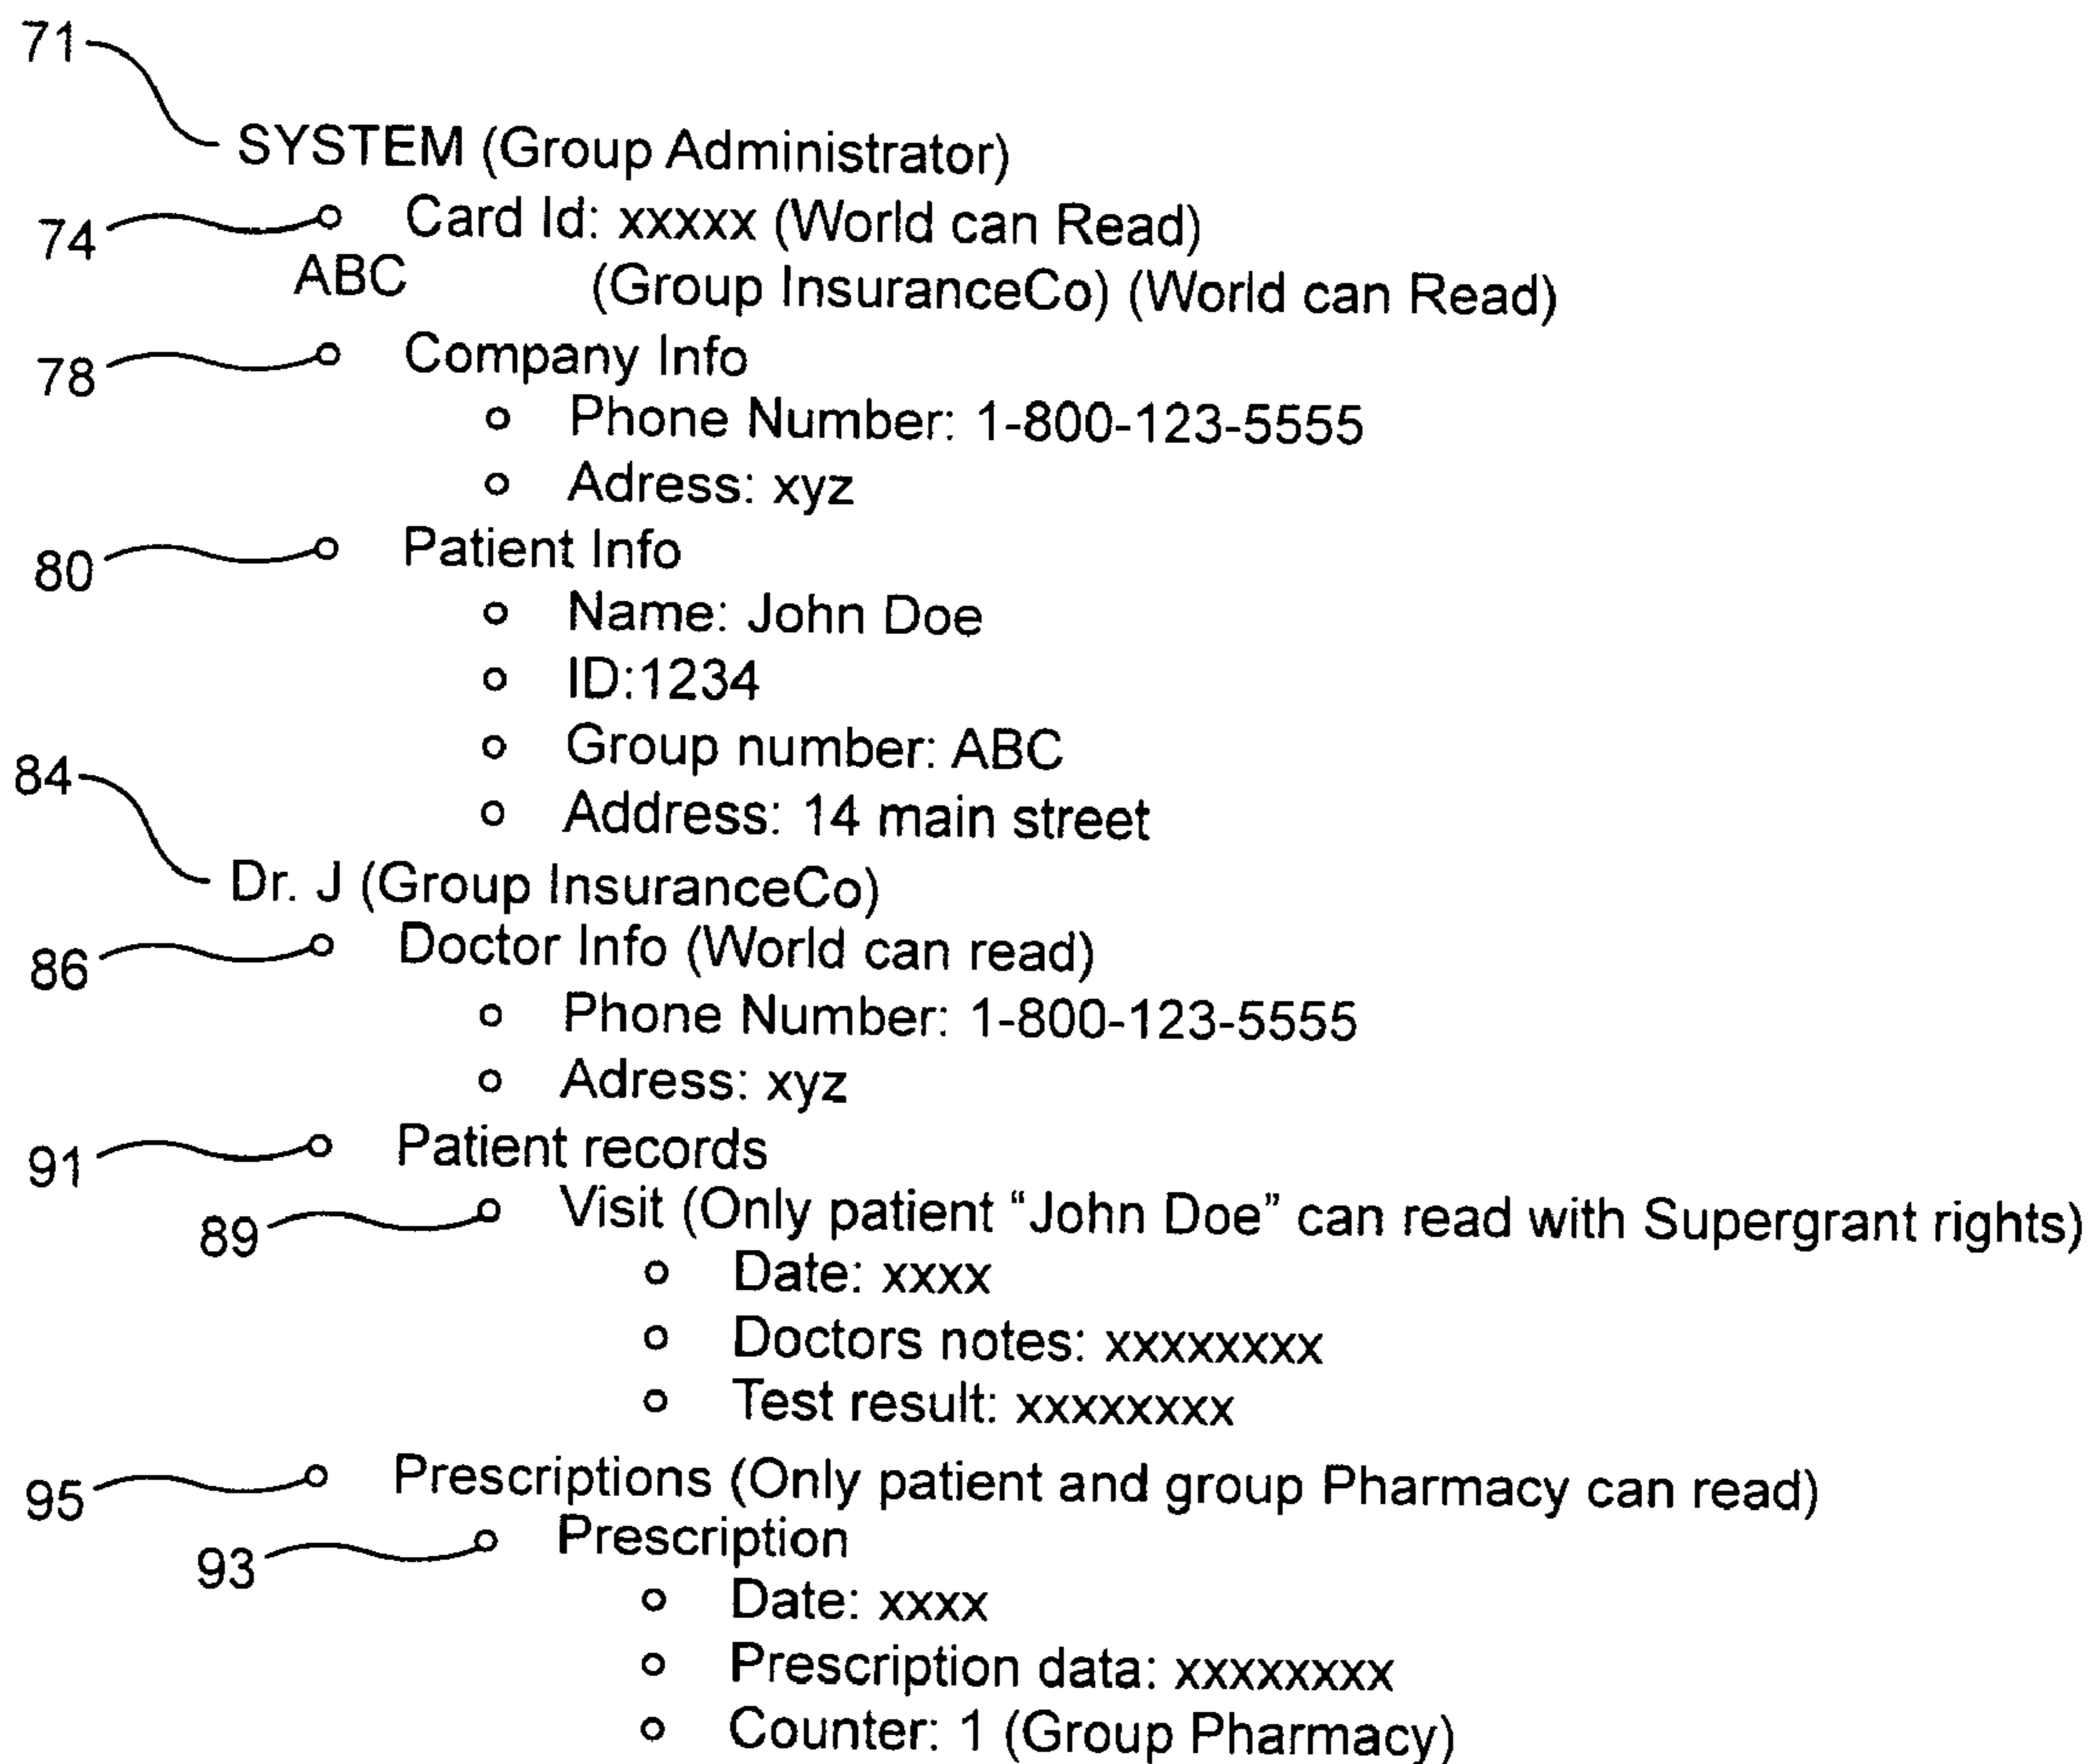 71
SYSTEM (Group Administrator)
74 Card Id: xxxxx (World can Read)
ABC (Group InsuranceCo) (World can Read)
78 Company Info
Phone Number: 1-800-123-5555
Adress: xyz
80 Patient Info
Name: John Doe
ID:1234
Group number: ABC
84
Address: 14 main street
Dr. J (Group InsuranceCo)
86 Doctor Info (World can read)
Phone Number: 1-800-123-5555
Adress: xyz
91 Patient records
89 Visit (Only patient “John Doe” can read with Supergrant rights)
Date: xxxx
Doctors notes: xxxxxxxx
Test result: xxxxxxxx
95 Prescriptions (Only patient and group Pharmacy can read)
93 Prescription
Date: xxxx
Prescription data: xxxxxxxx
Counter: 1 (Group Pharmacy)